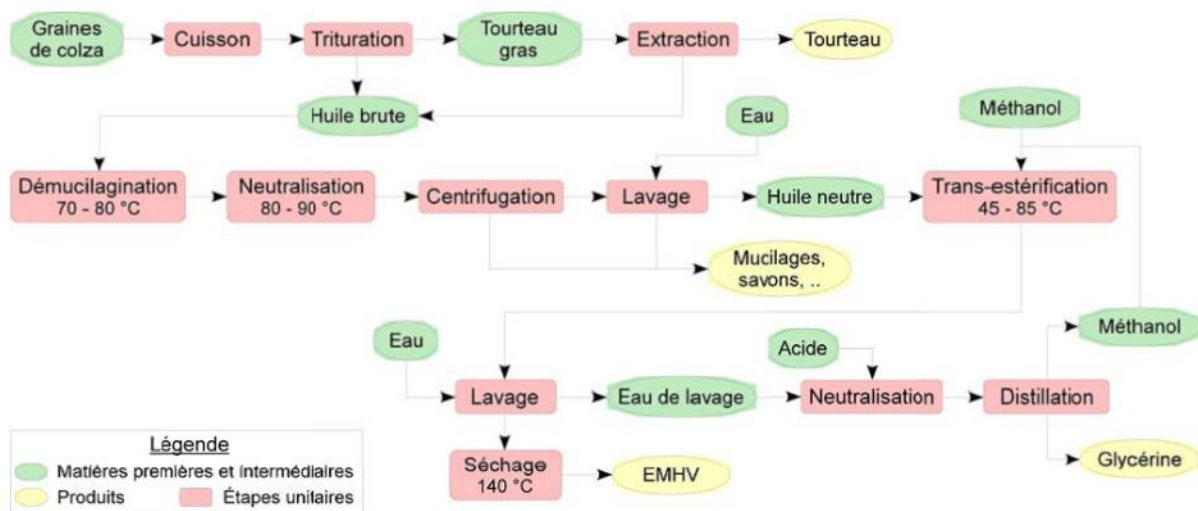 Graines
de colza
Cuisson
Trituration
Tourteau
gras
Extraction
Tourteau
Huile brute
Eau
Méthanol
Démucilagination
70 - 80 °C
Neutralisation
80 - 90 °C
Centrifugation
Lavage
Huile neutre
Trans-estérification
45 - 85 °C
Mucilages,
savons, ..
Eau
Acide
Méthanol
Lavage
Eau de lavage
Neutralisation
Distillation
Séchage
140 °C
EMHV
Glycérine
Légende
Matières premières et intermédiaires
Produits
Étapes unitaires